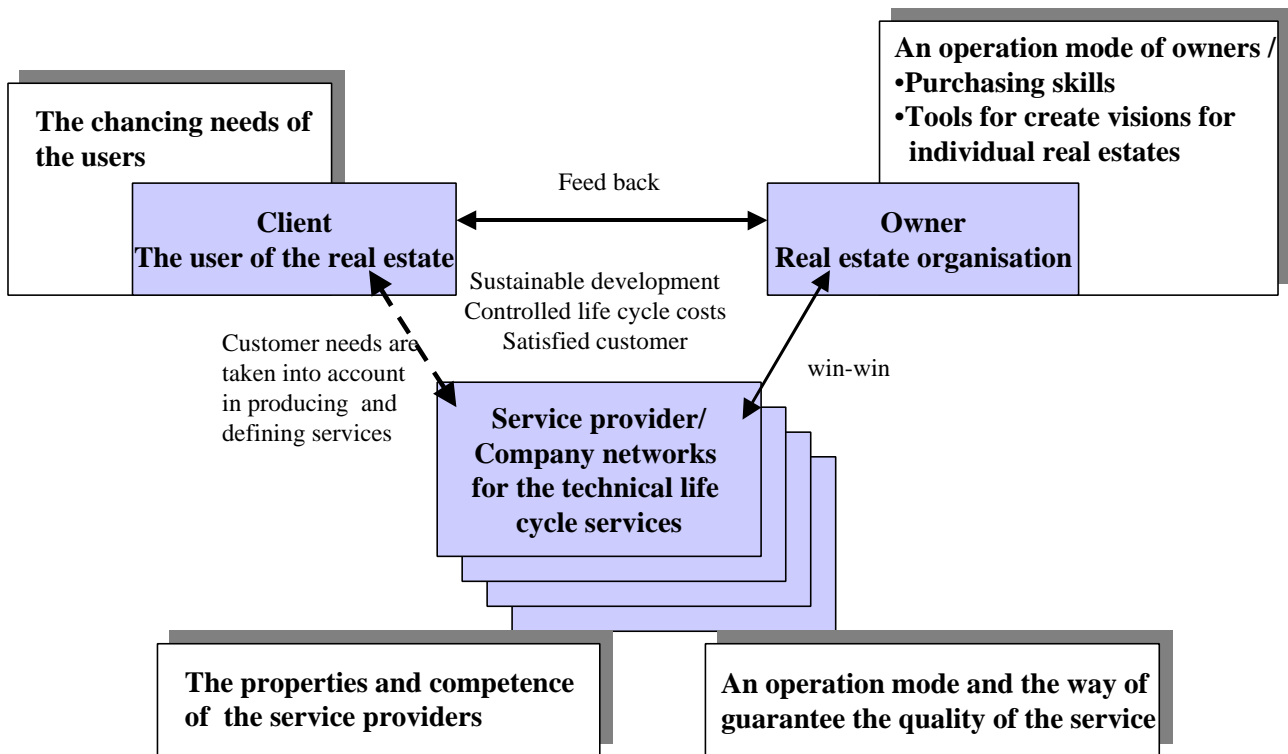 The chancing needs of
the users
An operation mode of owners /
•Purchasing skills
•Tools for create visions for
individual real estates
Client
The user of the real estate
Feed back
Owner
Real estate organisation
Sustainable development
Controlled life cycle costs
Satisfied customer
Customer needs are
taken into account
in producing and
defining services
win-win
Service provider/
Company networks
for the technical life
cycle services
The properties and competence
of the service providers
An operation mode and the way of
guarantee the quality of the service